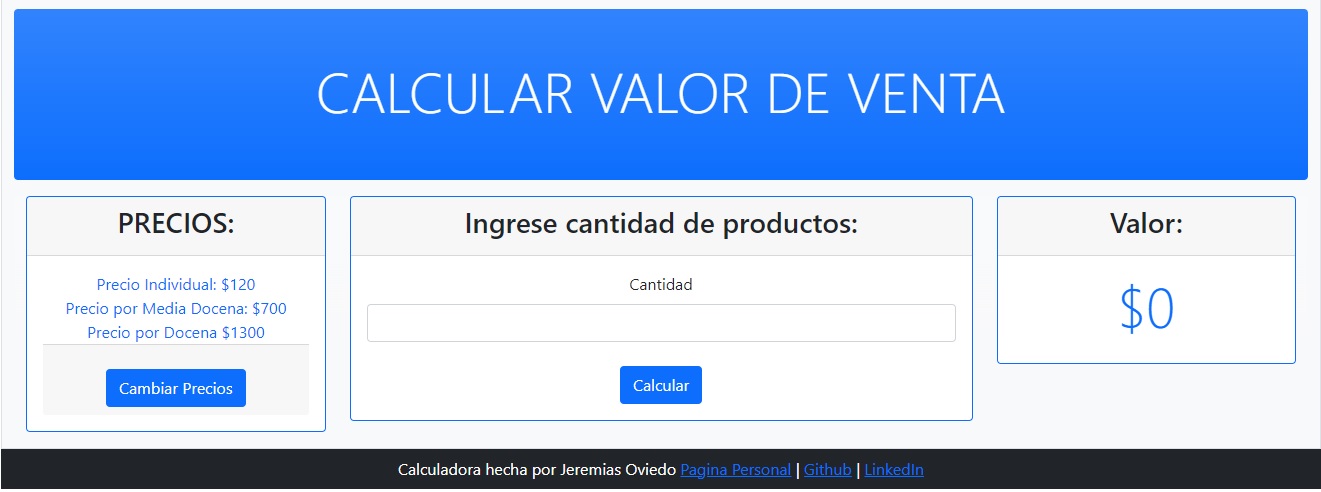 CALCULAR VALOR DE VENTA
PRECIOS:
Precio Individual: $120
Precio por Media Docena: $700
Precio por Docena $1300
Cambiar Precios
Ingrese cantidad de productos:
Cantidad
Calcular
Valor:
$0
Calculadora hecha por Jeremias Oviedo Pagina Personal | Github | LinkedIn